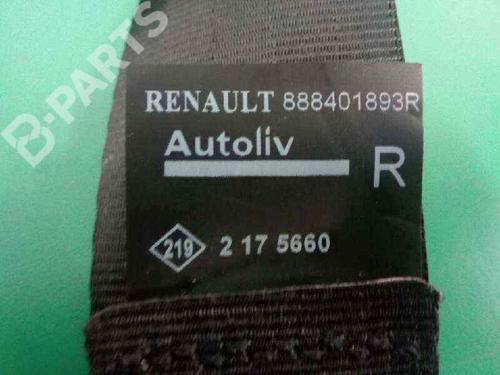 B-PARTS
RENAULT 888401893R
Autoliv
R
219 2 17 5660